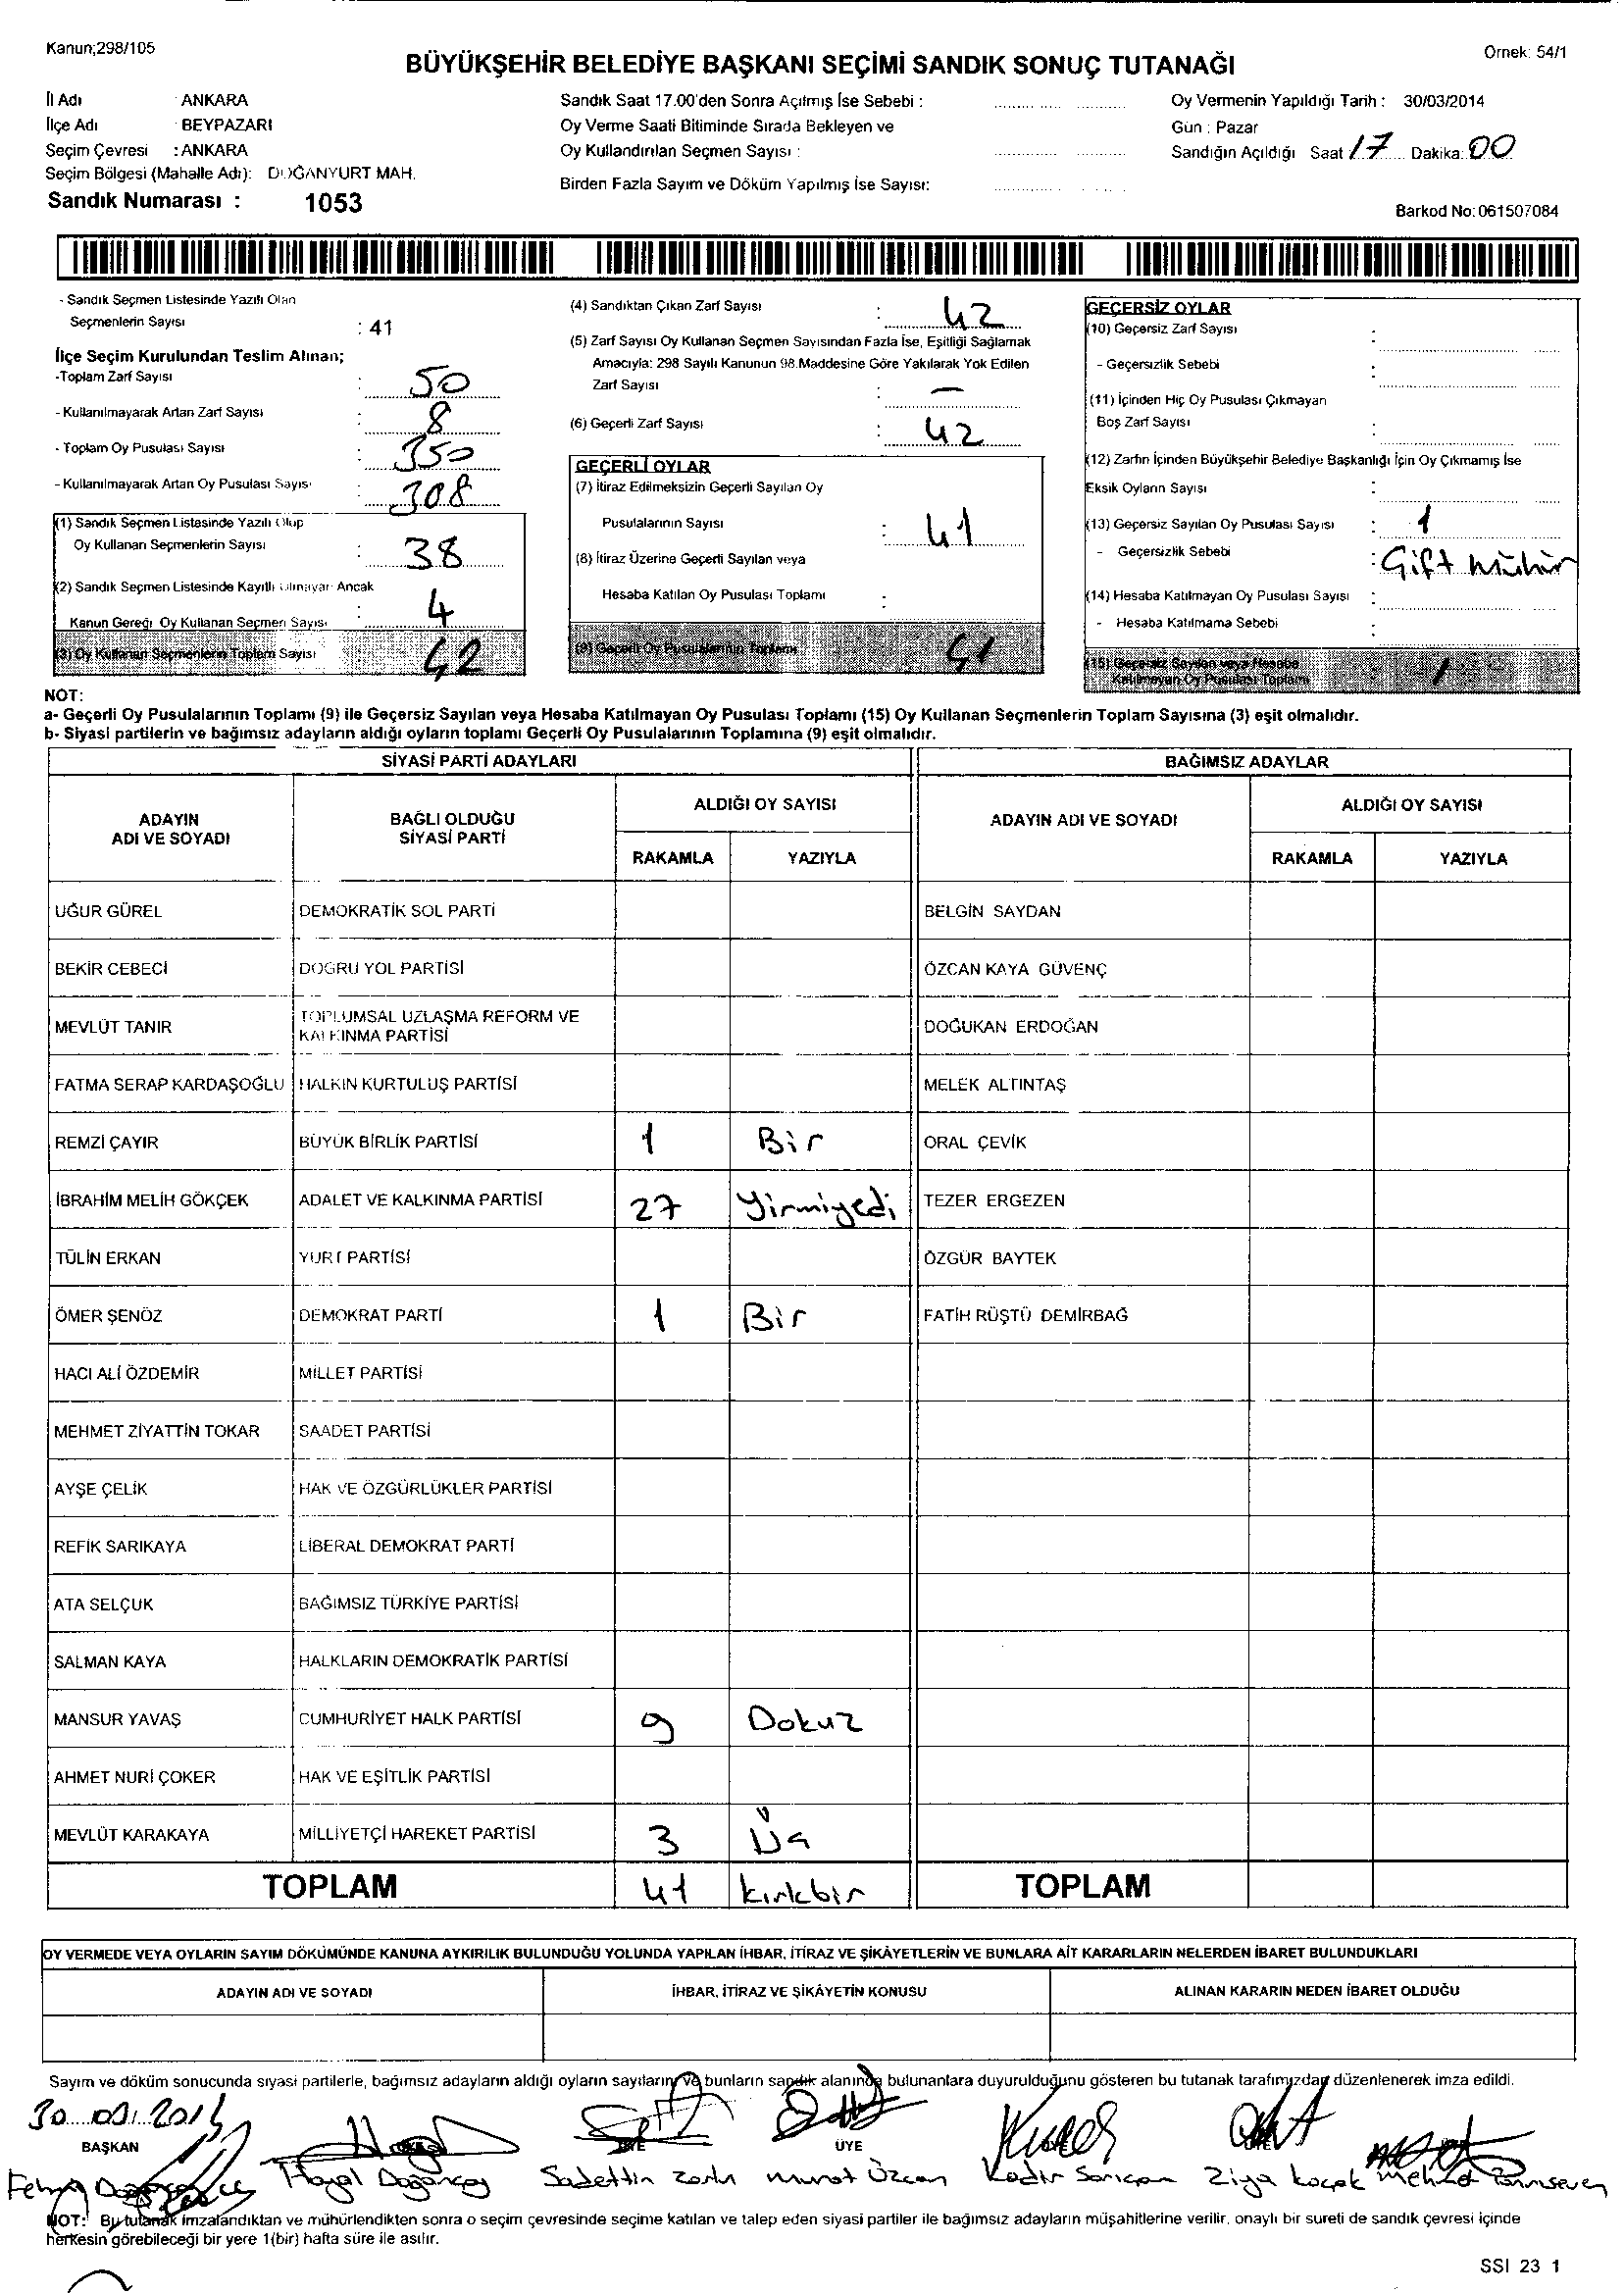 Kanun;298/105
Örnek: 54/1
BÜYÜKŞEHİR BELEDİYE BAŞKANI SEÇİMİ SANDIK SONUÇ TUTANAĞI
İl Adı : ANKARA
İlçe Adı : BEYPAZARI
Seçim Çevresi : ANKARA
Seçim Bölgesi (Mahalle Adı): DOĞANYURT MAH.
Sandık Numarası : 1053
Sandık Saat 17.00'den Sonra Açılmış İse Sebebi :
Oy Verme Saati Bitiminde Sırada Bekleyen ve
Oy Kullandırılan Seçmen Sayısı :
Birden Fazla Sayım ve Döküm Yapılmış İse Sayısı:
Oy Vermenin Yapıldığı Tarih : 30/03/2014
Gün : Pazar
Sandığın Açıldığı Saat 17 Dakika: 00
Barkod No: 061507084
- Sandık Seçmen Listesinde Yazılı Olan
Seçmenlerin Sayısı : 41
İlçe Seçim Kurulundan Teslim Alınan;
-Toplam Zarf Sayısı : 50
- Kullanılmayarak Artan Zarf Sayısı : 8
- Toplam Oy Pusulası Sayısı : 350
- Kullanılmayarak Artan Oy Pusulası Sayısı : 308
(1) Sandık Seçmen Listesinde Yazılı Olup
Oy Kullanan Seçmenlerin Sayısı : 38
(2) Sandık Seçmen Listesinde Kayıtlı Olmayan Ancak
Kanun Gereği Oy Kullanan Seçmen Sayısı : 4
(3) Oy Kullanan Seçmenlerin Toplam Sayısı 42
(4) Sandıktan Çıkan Zarf Sayısı : 42
(5) Zarf Sayısı Oy Kullanan Seçmen Sayısından Fazla İse, Eşitliği Sağlamak
Amacıyla: 298 Sayılı Kanunun 98.Maddesine Göre Yakılarak Yok Edilen
Zarf Sayısı : —
(6) Geçerli Zarf Sayısı : 42
GEÇERLİ OYLAR
(7) İtiraz Edilmeksizin Geçerli Sayılan Oy
Pusulalarının Sayısı : 41
(8) İtiraz Üzerine Geçerli Sayılan veya
Hesaba Katılan Oy Pusulası Toplamı :
(9) Geçerli Oy Pusulalarının Toplamı 41
GEÇERSİZ OYLAR
(10) Geçersiz Zarf Sayısı :
- Geçersizlik Sebebi :
(11) İçinden Hiç Oy Pusulası Çıkmayan
Boş Zarf Sayısı :
(12) Zarfın İçinden Büyükşehir Belediye Başkanlığı İçin Oy Çıkmamış İse
Eksik Oyların Sayısı :
(13) Geçersiz Sayılan Oy Pusulası Sayısı : 1
- Geçersizlik Sebebi : Çift mühür
(14) Hesaba Katılmayan Oy Pusulası Sayısı :
- Hesaba Katılmama Sebebi :
(15) Geçersiz Sayılan veya Hesaba
Katılmayan Oy Pusulası Toplamı 1
NOT:
a- Geçerli Oy Pusulalarının Toplamı (9) ile Geçersiz Sayılan veya Hesaba Katılmayan Oy Pusulası Toplamı (15) Oy Kullanan Seçmenlerin Toplam Sayısına (3) eşit olmalıdır.
b- Siyasi partilerin ve bağımsız adayların aldığı oyların toplamı Geçerli Oy Pusulalarının Toplamına (9) eşit olmalıdır.
SİYASİ PARTİ ADAYLARI BAĞIMSIZ ADAYLAR
ADAYIN ADI VE SOYADI BAĞLI OLDUĞU SİYASİ PARTİ ALDIĞI OY SAYISI ADAYIN ADI VE SOYADI ALDIĞI OY SAYISI
RAKAMLA YAZIYLA RAKAMLA YAZIYLA
UĞUR GÜREL DEMOKRATİK SOL PARTİ BELGİN SAYDAN
BEKİR CEBECİ DOĞRU YOL PARTİSİ ÖZCAN KAYA GÜVENÇ
MEVLÜT TANIR TOPLUMSAL UZLAŞMA REFORM VE KALKINMA PARTİSİ DOĞUKAN ERDOĞAN
FATMA SERAP KARDAŞOĞLU HALKIN KURTULUŞ PARTİSİ MELEK ALTINTAŞ
REMZİ ÇAYIR BÜYÜK BİRLİK PARTİSİ 1 Bir ORAL ÇEVİK
İBRAHİM MELİH GÖKÇEK ADALET VE KALKINMA PARTİSİ 27 Yirmiyedi TEZER ERGEZEN
TÜLİN ERKAN YURT PARTİSİ ÖZGÜR BAYTEK
ÖMER ŞENÖZ DEMOKRAT PARTİ 1 Bir FATİH RÜŞTÜ DEMİRBAĞ
HACI ALİ ÖZDEMİR MİLLET PARTİSİ
MEHMET ZİYATTİN TOKAR SAADET PARTİSİ
AYŞE ÇELİK HAK VE ÖZGÜRLÜKLER PARTİSİ
REFİK SARIKAYA LİBERAL DEMOKRAT PARTİ
ATA SELÇUK BAĞIMSIZ TÜRKİYE PARTİSİ
SALMAN KAYA HALKLARIN DEMOKRATİK PARTİSİ
MANSUR YAVAŞ CUMHURİYET HALK PARTİSİ 9 Dokuz
AHMET NURİ ÇOKER HAK VE EŞİTLİK PARTİSİ
MEVLÜT KARAKAYA MİLLİYETÇİ HAREKET PARTİSİ 3 Üç
TOPLAM 41 kırkbir TOPLAM
OY VERMEDE VEYA OYLARIN SAYIM DÖKÜMÜNDE KANUNA AYKIRILIK BULUNDUĞU YOLUNDA YAPILAN İHBAR, İTİRAZ VE ŞİKÂYETLERİN VE BUNLARA AİT KARARLARIN NELERDEN İBARET BULUNDUKLARI
ADAYIN ADI VE SOYADI İHBAR, İTİRAZ VE ŞİKÂYETİN KONUSU ALINAN KARARIN NEDEN İBARET OLDUĞU
Sayım ve döküm sonucunda siyasi partilerle, bağımsız adayların aldığı oyların sayıların ve bunların sandık alanında bulunanlara duyurulduğunu gösteren bu tutanak tarafımızdan düzenlenerek imza edildi.
30 03 2014
BAŞKAN ÜYE
Hayal Doğançay Sadettin Murat Özcan Kadir Ziya Koçak Mehmet
NOT: Bu tutanak imzalandıktan ve mühürlendikten sonra o seçim çevresinde seçime katılan ve talep eden siyasi partiler ile bağımsız adayların müşahitlerine verilir, onaylı bir sureti de sandık çevresi içinde
herkesin görebileceği bir yere 1(bir) hafta süre ile asılır.
SSI 23 1